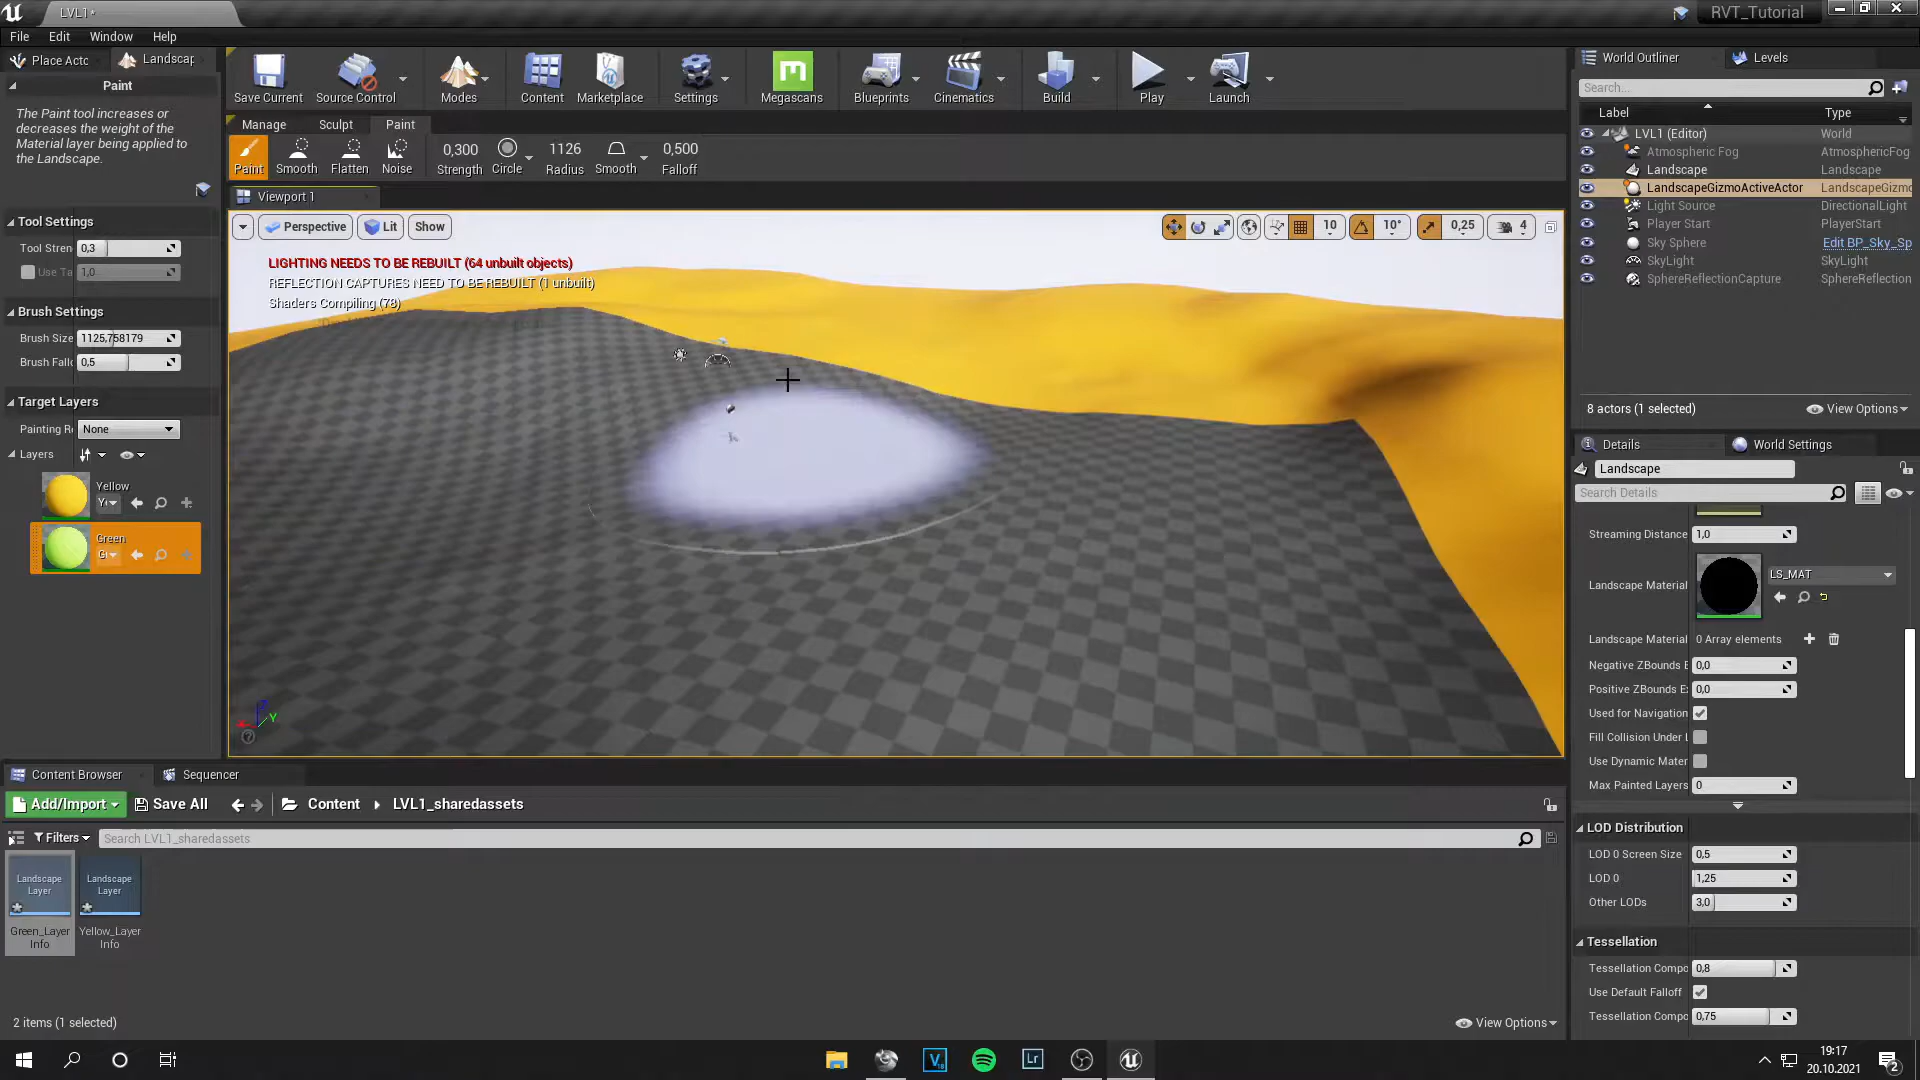 LVL1*
RVT_Tutorial
File Edit Window Help
Place Acto
Landscap
Save Current
Source Control
Modes
Content
Marketplace
Settings
Megascans
Blueprints
Cinematics
Build
Play
Launch
Manage Sculpt Paint
Paint
The Paint tool increases or
decreases the weight of the
Material layer being applied to
the Landscape.
Paint
Smooth
Flatten
Noise
0,300
Strength
Circle
1126
Radius
Smooth
0,500
Falloff
Viewport 1
Perspective
Lit
Show
10
10°
0,25
4
LIGHTING NEEDS TO BE REBUILT (64 unbuilt objects)
REFLECTION CAPTURES NEED TO BE REBUILT (1 unbuilt)
Shaders Compiling (78)
Y
Tool Settings
Tool Stren 0,3
Use Ta 1,0
Brush Settings
Brush Size 1125,758179
Brush Fallo 0,5
Target Layers
Painting Re None
Layers
Yellow
Green
World Outliner
Levels
Search...
Label Type
LVL1 (Editor) World
Atmospheric Fog AtmosphericFog
Landscape Landscape
LandscapeGizmoActiveActor LandscapeGizmo
Light Source DirectionalLight
Player Start PlayerStart
Sky Sphere Edit BP_Sky_Sp
SkyLight SkyLight
SphereReflectionCapture SphereReflection
8 actors (1 selected)
View Options
Details
World Settings
Landscape
Search Details
Streaming Distance 1,0
Landscape Material LS_MAT
Landscape Material 0 Array elements
Negative ZBounds E 0,0
Positive ZBounds Ex 0,0
Used for Navigation
Fill Collision Under L
Use Dynamic Mater
Max Painted Layers 0
LOD Distribution
LOD 0 Screen Size 0,5
LOD 0 1,25
Other LODs 3,0
Tessellation
Tessellation Compo 0,8
Use Default Falloff
Tessellation Compo 0,75
Content Browser
Sequencer
Add/Import
Save All
Content
LVL1_sharedassets
Filters
Search LVL1_sharedassets
Landscape
Layer
Landscape
Layer
Green_Layer
Info
Yellow_Layer
Info
2 items (1 selected)
View Options
Lr
19:17
20.10.2021
2